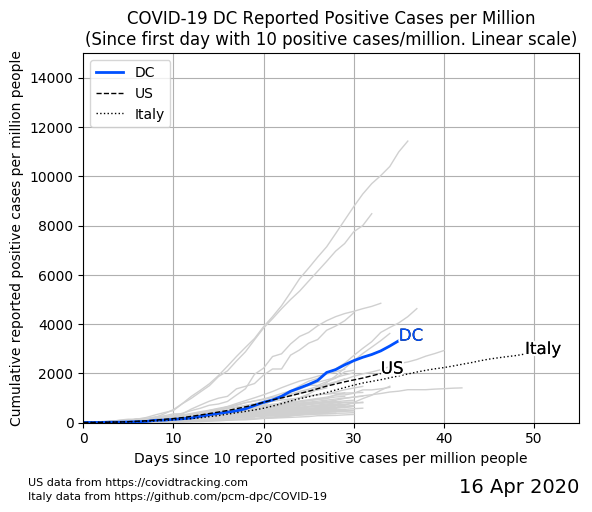 COVID-19 DC Reported Positive Cases per Million
(Since first day with 10 positive cases/million. Linear scale)
Cumulative reported positive cases per million people
14000
12000
10000
8000
6000
4000
2000
0
DC
US
Italy
DC
US
Italy
0 10 20 30 40 50
Days since 10 reported positive cases per million people
US data from https://covidtracking.com
Italy data from https://github.com/pcm-dpc/COVID-19
16 Apr 2020